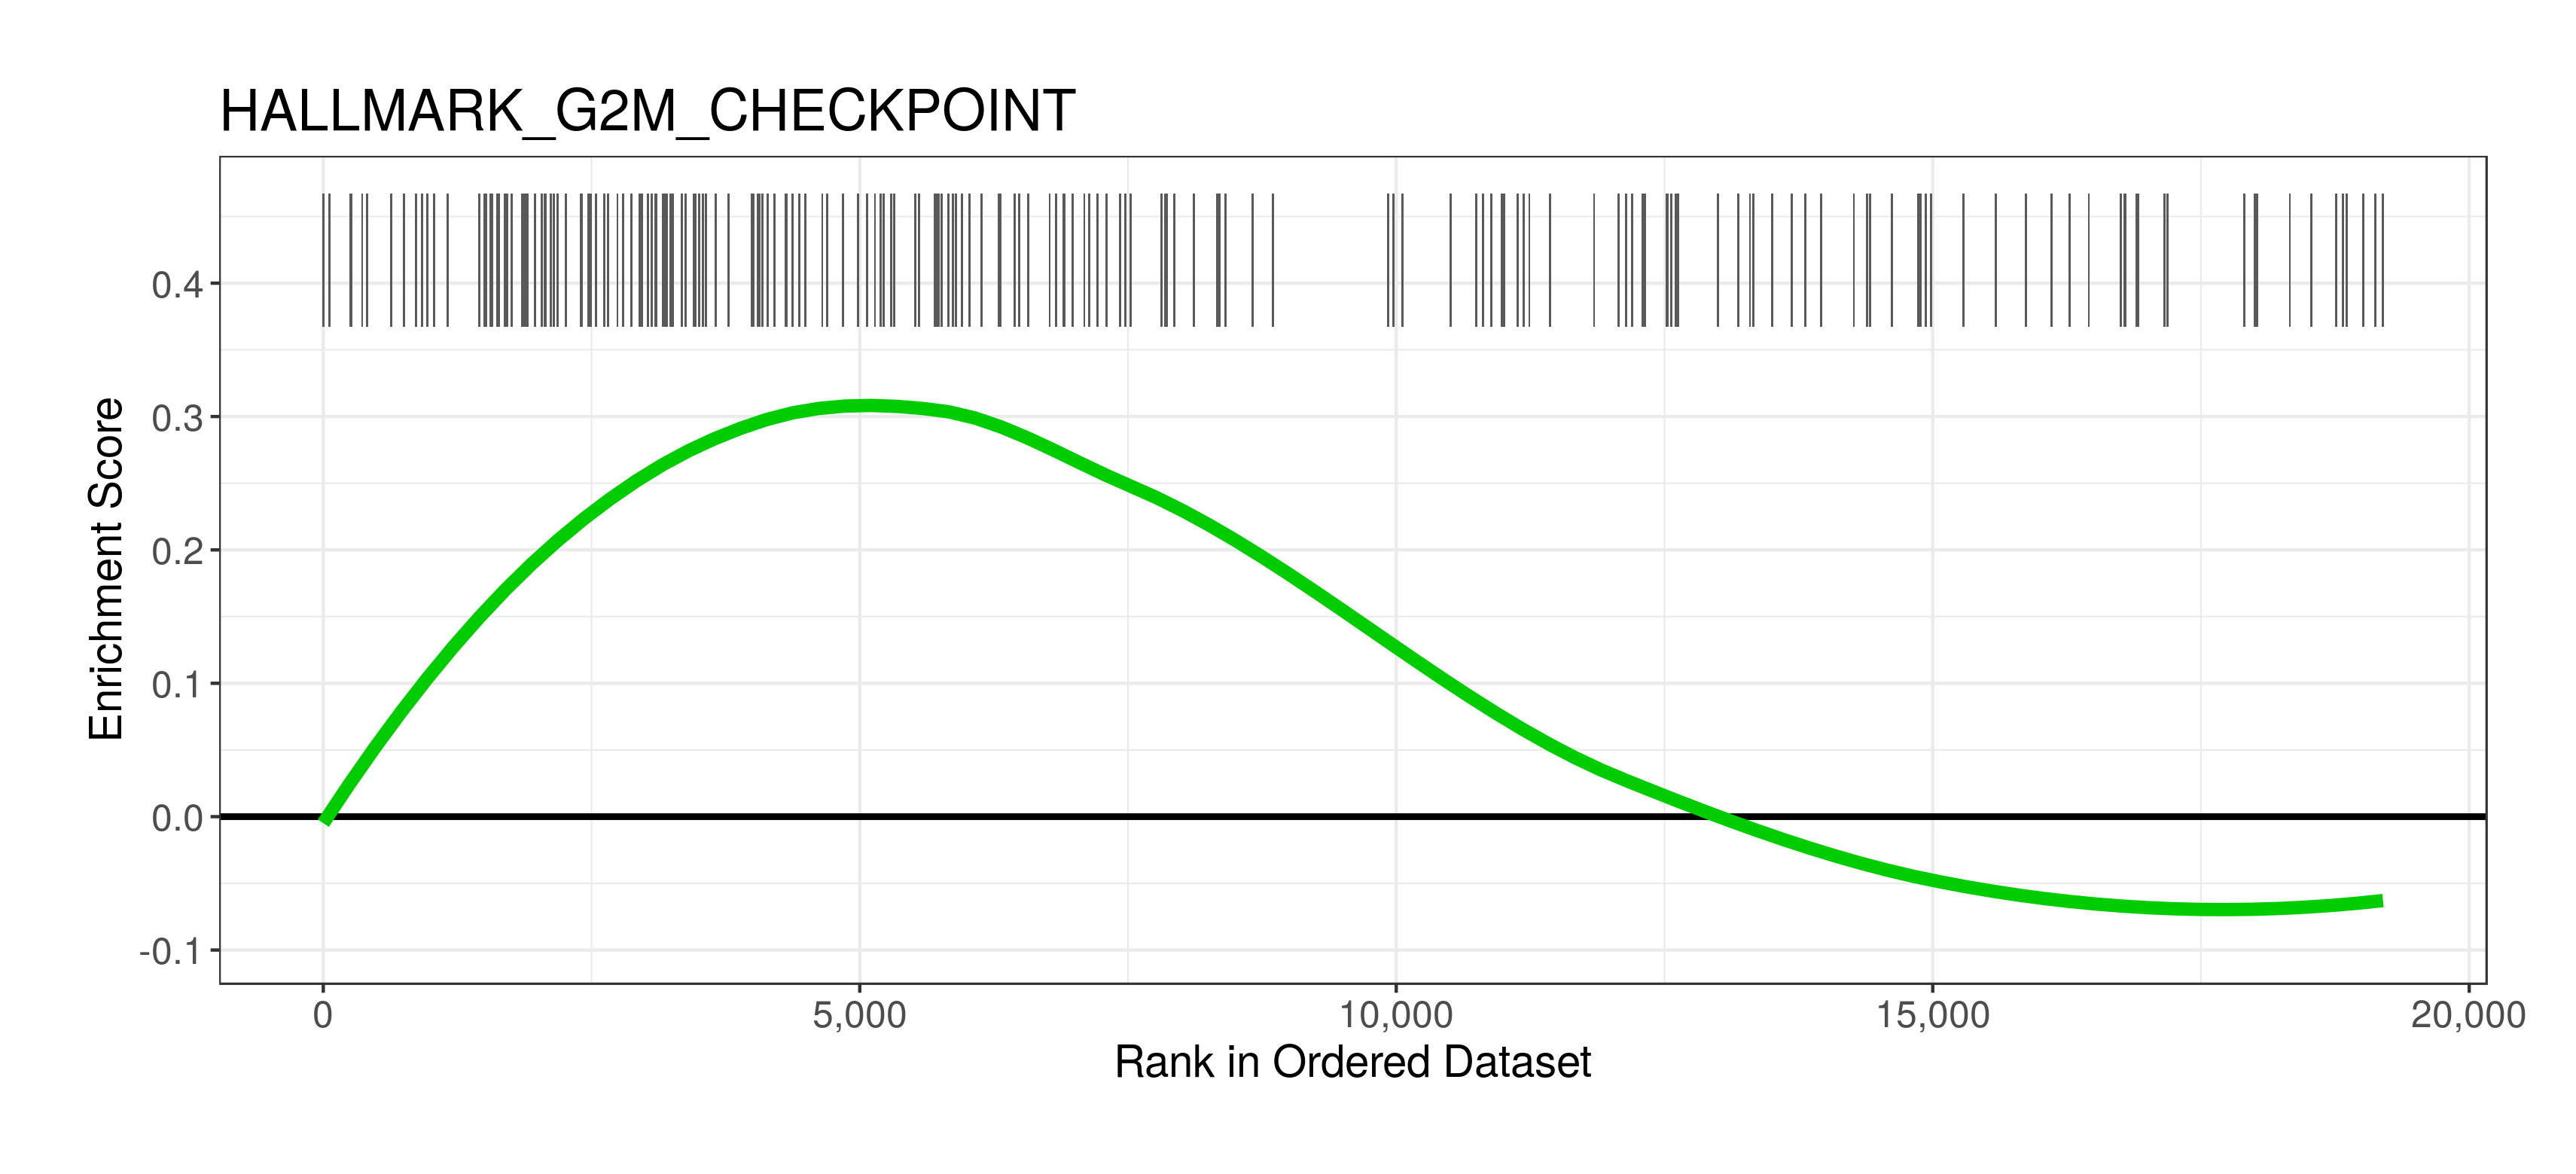 HALLMARK_G2M_CHECKPOINT
Enrichment Score
0.4
0.3
0.2
0.1
0.0
-0.1
0 5,000 10,000 15,000 20,000
Rank in Ordered Dataset